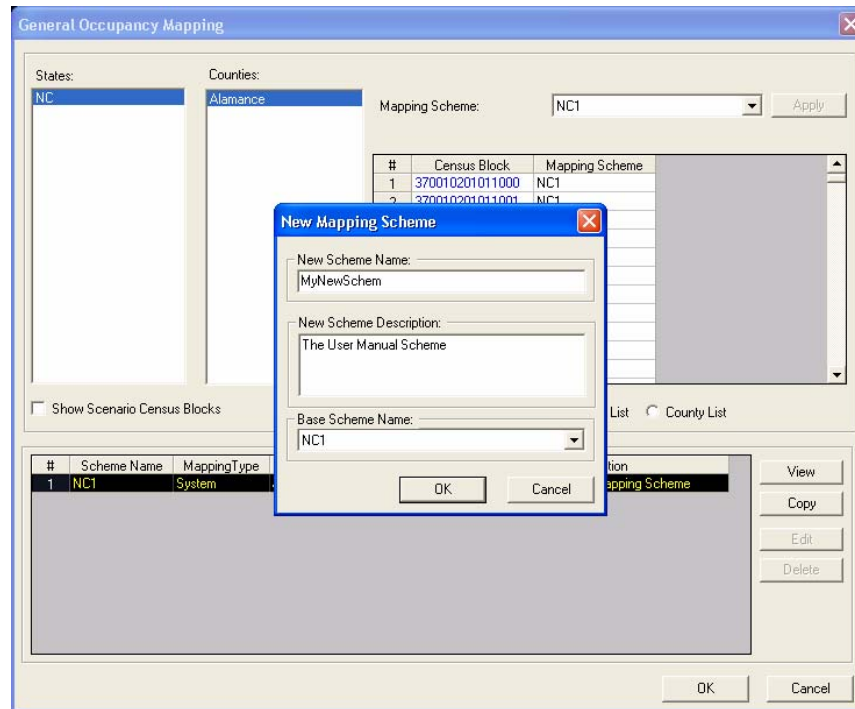 General Occupancy Mapping
States:
Counties:
NC
Alamance
Mapping Scheme:
NC1
Apply
# Census Block Mapping Scheme
1 370010201011000 NC1
2 370010201011001 NC1
New Mapping Scheme
New Scheme Name:
MyNewSchem
New Scheme Description:
The User Manual Scheme
Base Scheme Name:
NC1
OK Cancel
Show Scenario Census Blocks
List County List
# Scheme Name MappingType
1 NC1 System
apping Scheme
View
Copy
Edit
Delete
OK Cancel